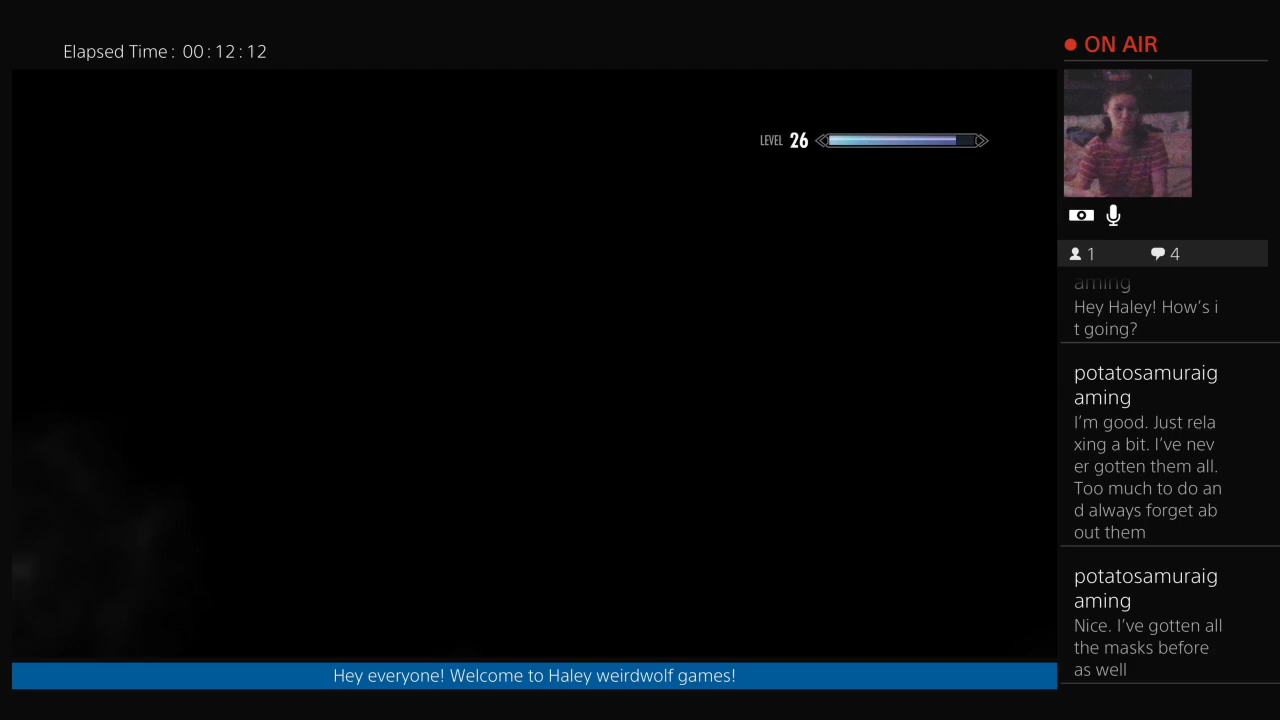 Elapsed Time: 00:12:12
ON AIR
LEVEL 26
1
4
aming
Hey Haley! How's i
t going?
potatosamuraig
aming
I'm good. Just rela
xing a bit. I've nev
er gotten them all.
Too much to do an
d always forget ab
out them
potatosamuraig
aming
Nice. I've gotten all
the masks before
as well
Hey everyone! Welcome to Haley weirdwolf games!